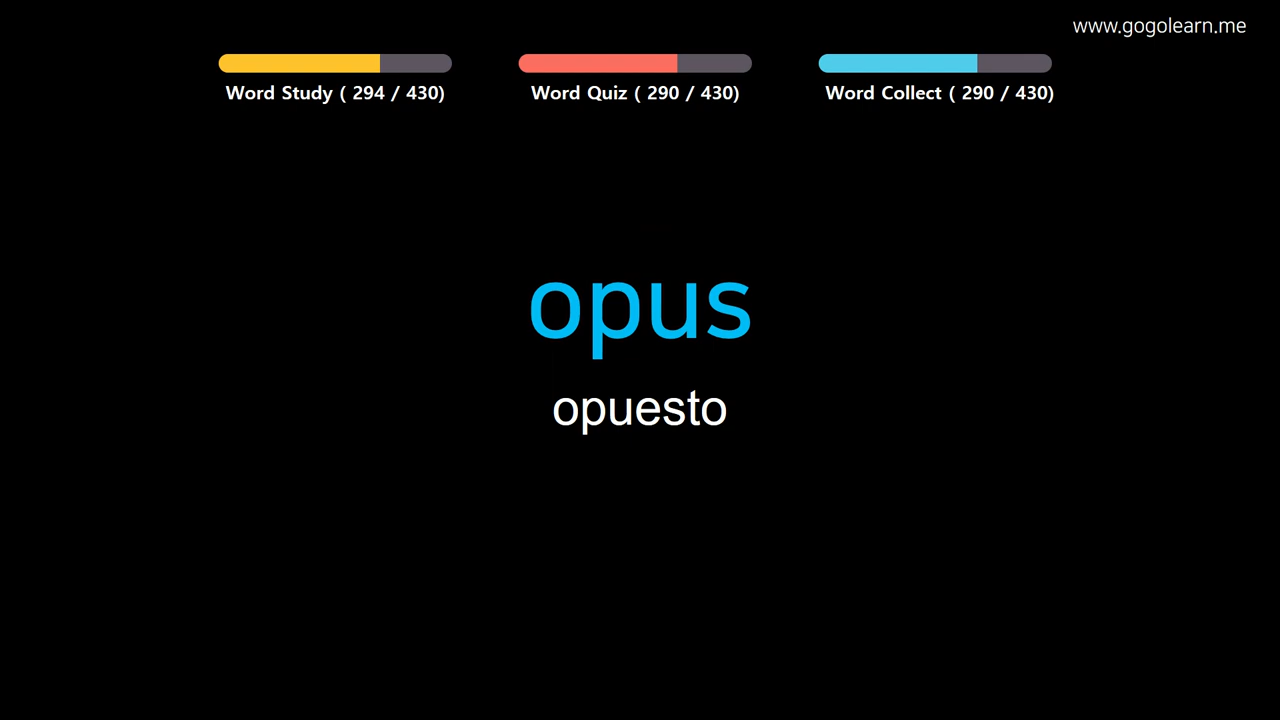 www.gogolearn.me
Word Study ( 294 / 430)
Word Quiz ( 290 / 430)
Word Collect ( 290 / 430)
opus
opuesto